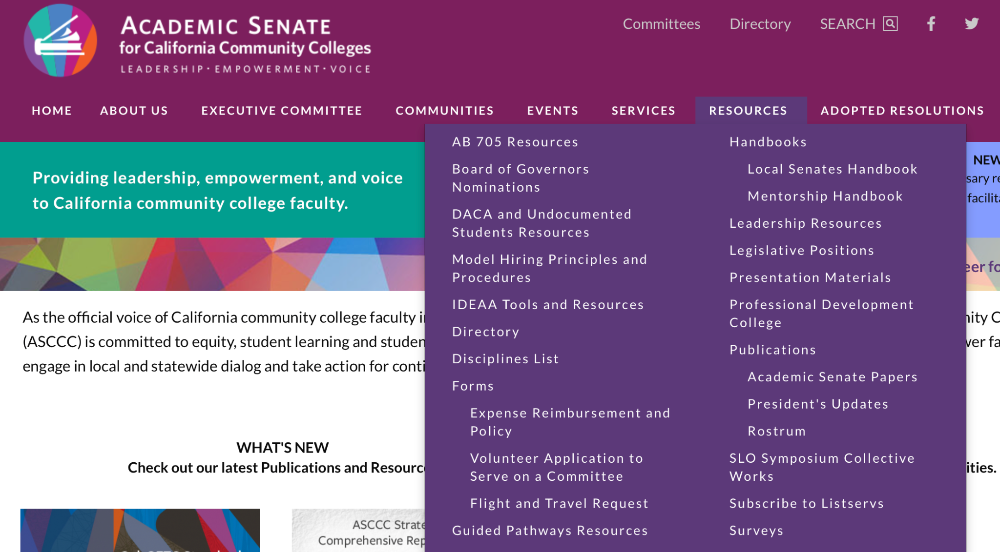 ACADEMIC SENATE
for California Community Colleges
LEADERSHIP · EMPOWERMENT · VOICE
Committees
Directory
SEARCH
HOME
ABOUT US
EXECUTIVE COMMITTEE
COMMUNITIES
EVENTS
SERVICES
RESOURCES
ADOPTED RESOLUTIONS
Providing leadership, empowerment, and voice
to California community college faculty.
AB 705 Resources
Board of Governors
Nominations
DACA and Undocumented
Students Resources
Model Hiring Principles and
Procedures
IDEAA Tools and Resources
Directory
Disciplines List
Forms
Expense Reimbursement and
Policy
Volunteer Application to
Serve on a Committee
Flight and Travel Request
Guided Pathways Resources
Handbooks
Local Senates Handbook
Mentorship Handbook
Leadership Resources
Legislative Positions
Presentation Materials
Professional Development
College
Publications
Academic Senate Papers
President's Updates
Rostrum
SLO Symposium Collective
Works
Subscribe to Listservs
Surveys
NEW
sary re
facilita
eer fo
As the official voice of California community college faculty i
(ASCCC) is committed to equity, student learning and studen
engage in local and statewide dialog and take action for conti
nity C
wer fa
WHAT'S NEW
Check out our latest Publications and Resourc
ities.
ASCCC Strate
Comprehensive Rep